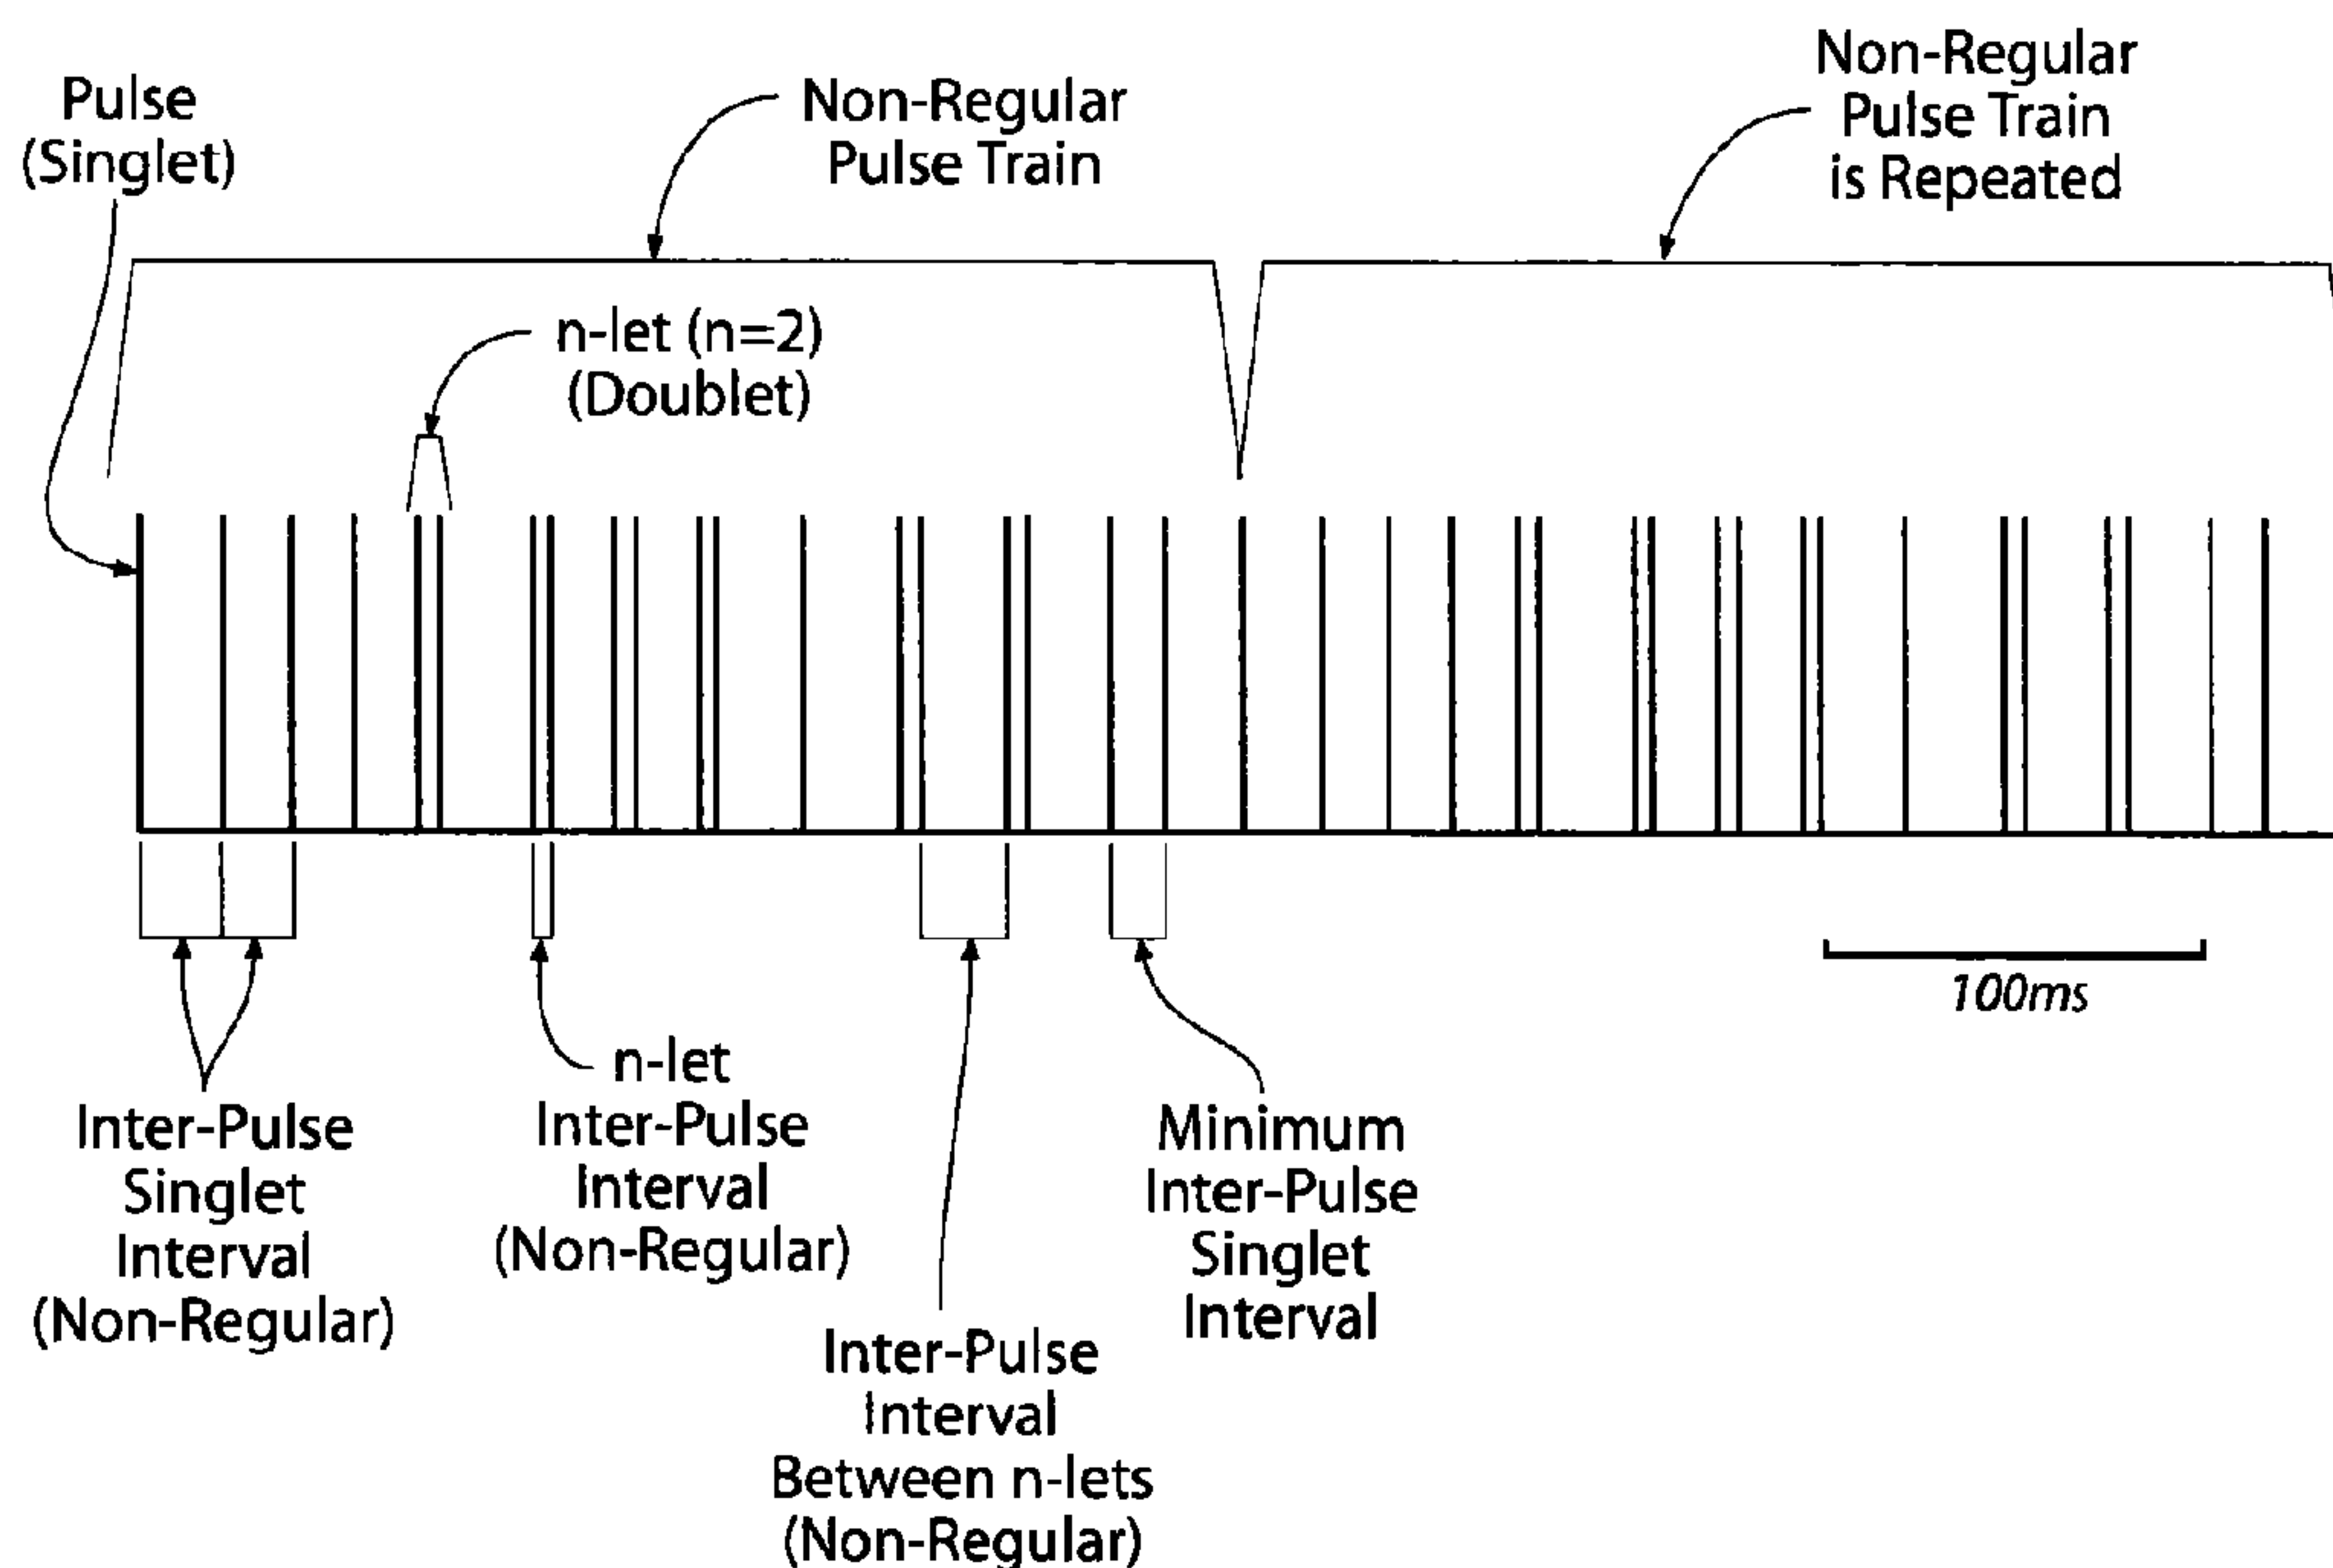 Pulse
(Singlet)
Non-Regular
Pulse Train
Non-Regular
Pulse Train
is Repeated
n-let (n=2)
(Doublet)
100ms
Inter-Pulse
Singlet
Interval
(Non-Regular)
n-let
Inter-Pulse
Interval
(Non-Regular)
Inter-Pulse
Interval
Between n-lets
(Non-Regular)
Minimum
Inter-Pulse
Singlet
Interval